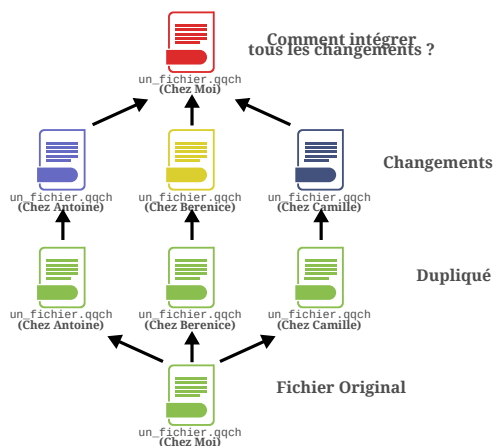 Comment intégrer
tous les changements ?
un_fichier.qqch
(Chez Moi)
Changements
un_fichier.qqch
(Chez Antoine)
un_fichier.qqch
(Chez Berenice)
un_fichier.qqch
(Chez Camille)
Dupliqué
un_fichier.qqch
(Chez Antoine)
un_fichier.qqch
(Chez Berenice)
un_fichier.qqch
(Chez Camille)
Fichier Original
un_fichier.qqch
(Chez Moi)